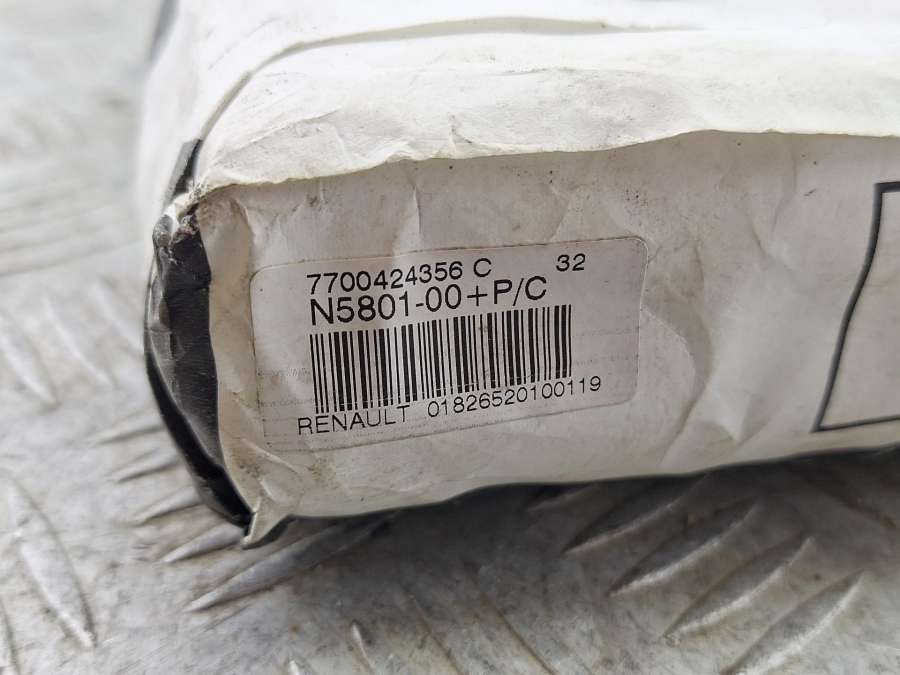 7700424356 C 32
N5801-00+P/C
RENAULT 01826520100119